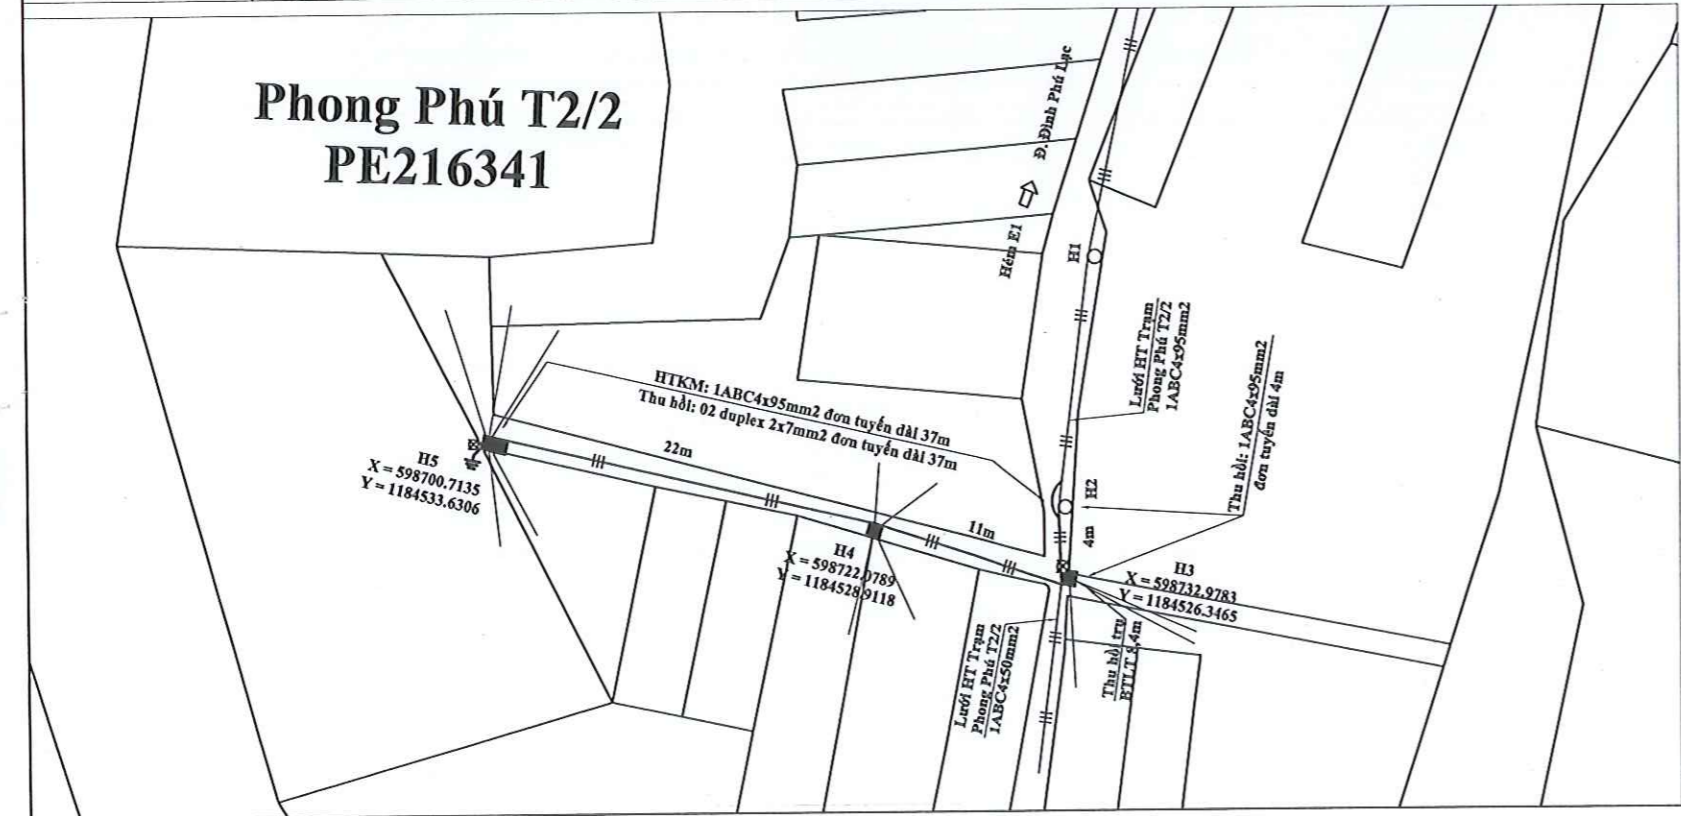 Phong Phú T2/2
PE216341
Đ. Đình Phú Lạc
Hẻm E1
H1
Lưới HT Trạm
Phong Phú T2/2
1ABC4x95mm2
Thu hồi: 1ABC4x95mm2
đơn tuyến dài 4m
HTKM: 1ABC4x95mm2 đơn tuyến dài 37m
Thu hồi: 02 duplex 2x7mm2 đơn tuyến dài 37m
22m
H5
X = 598700.7135
Y = 1184533.6306
H2
11m
4m
H4
X = 598722.0789
Y = 1184528.9118
H3
X = 598732.9783
Y = 1184526.3465
Lưới HT Trạm
Phong Phú T2/2
1ABC4x50mm2
Thu hồi trụ
BTLT 8,4m